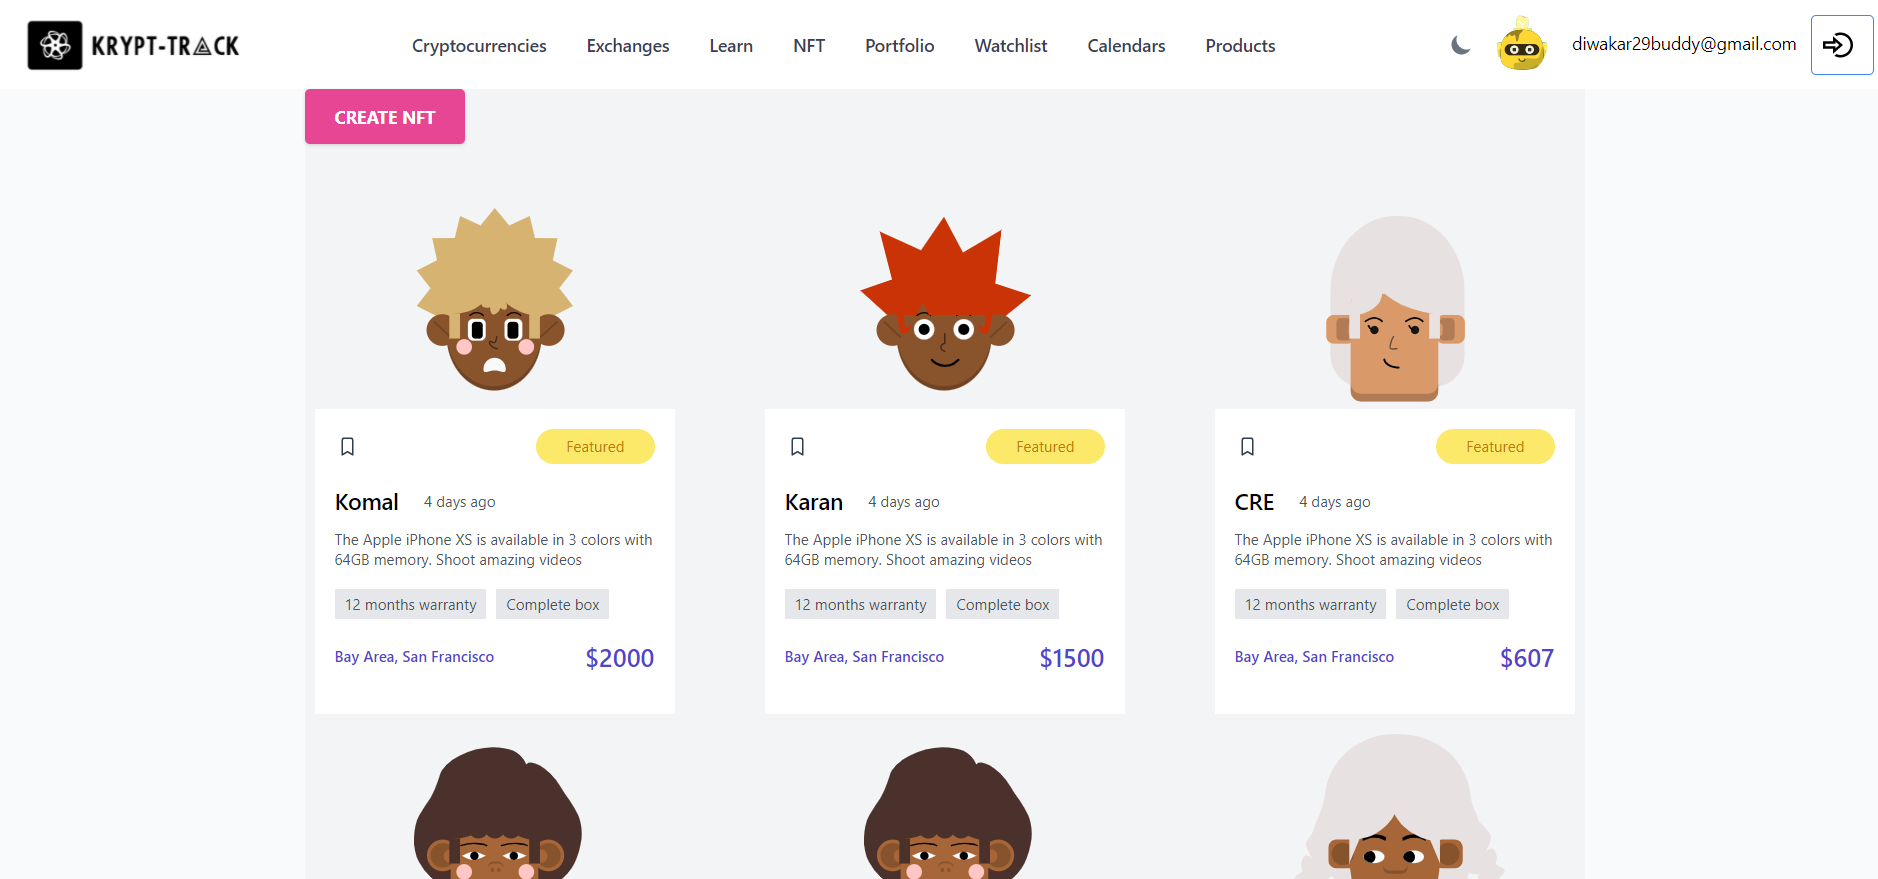 KRYPT-TRACK
Cryptocurrencies Exchanges Learn NFT Portfolio Watchlist Calendars Products
diwakar29buddy@gmail.com
CREATE NFT
Featured
Komal 4 days ago
The Apple iPhone XS is available in 3 colors with
64GB memory. Shoot amazing videos
12 months warranty Complete box
Bay Area, San Francisco $2000
Featured
Karan 4 days ago
The Apple iPhone XS is available in 3 colors with
64GB memory. Shoot amazing videos
12 months warranty Complete box
Bay Area, San Francisco $1500
Featured
CRE 4 days ago
The Apple iPhone XS is available in 3 colors with
64GB memory. Shoot amazing videos
12 months warranty Complete box
Bay Area, San Francisco $607